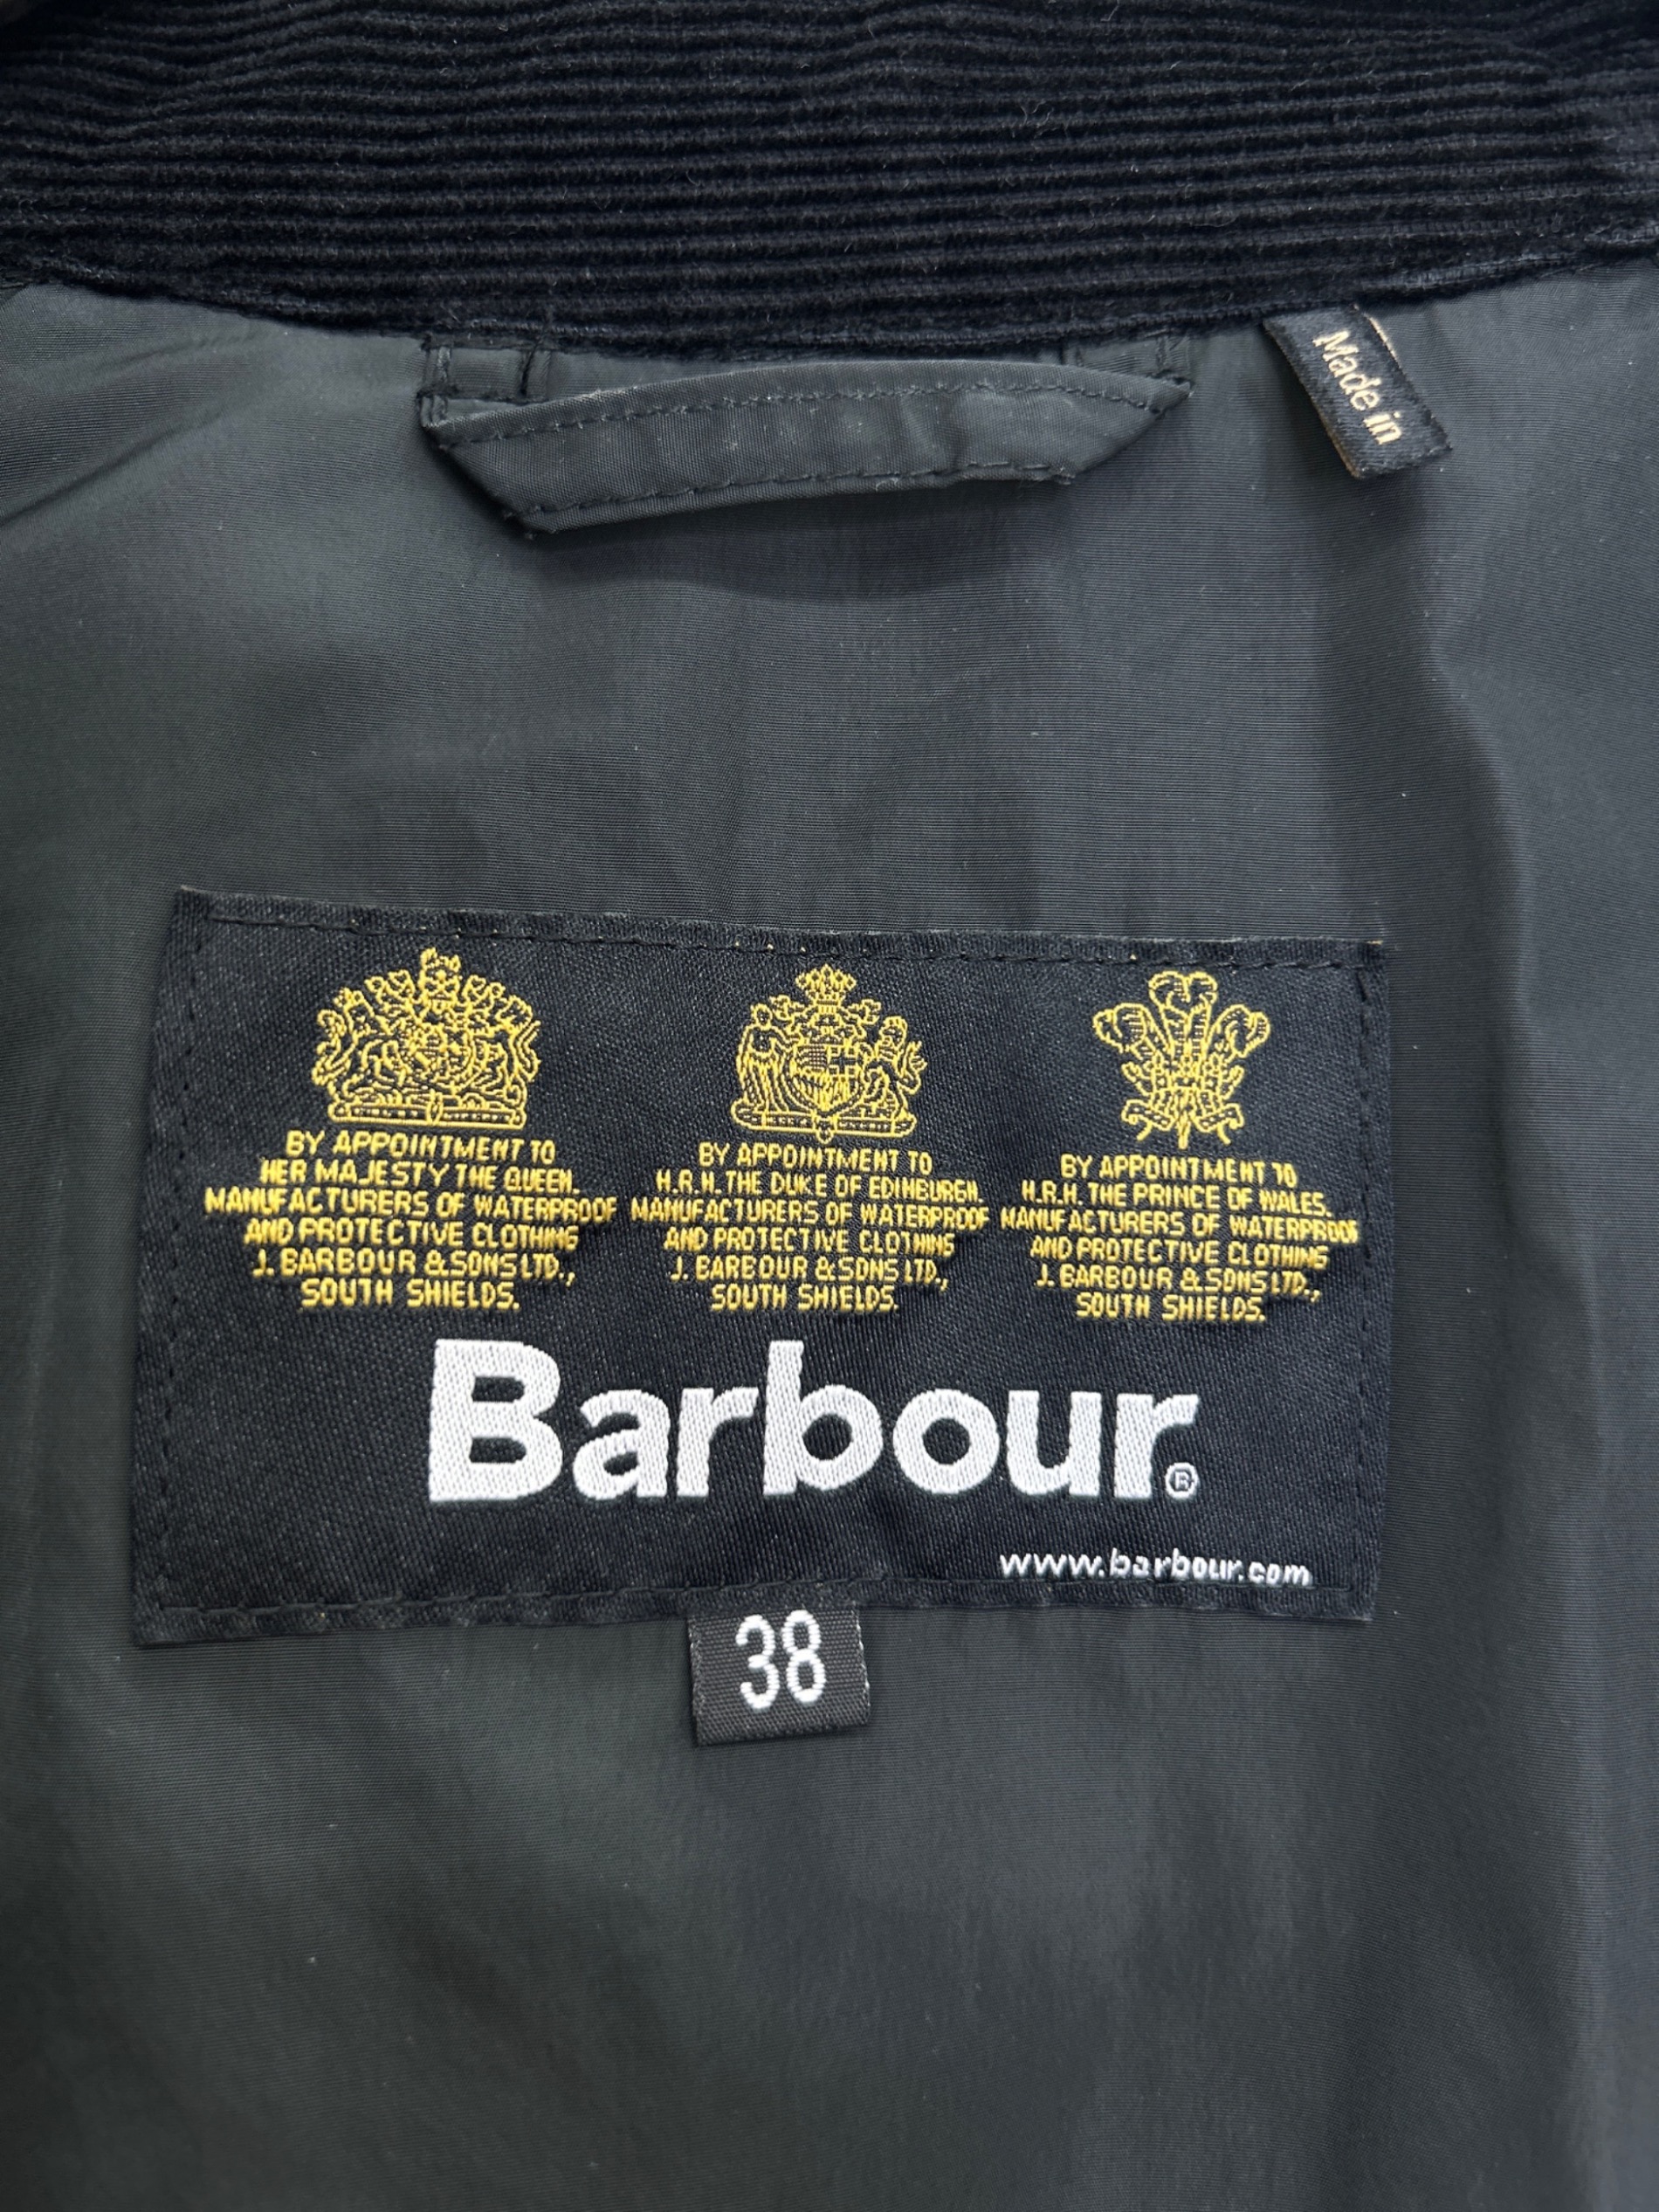 Made in
BY APPOINTMENT TO
HER MAJESTY THE QUEEN.
MANUFACTURERS OF WATERPROOF
AND PROTECTIVE CLOTHING
J. BARBOUR & SONS LTD.,
SOUTH SHIELDS.
BY APPOINTMENT TO
H.R.H. THE DUKE OF EDINBURGH.
MANUFACTURERS OF WATERPROOF
AND PROTECTIVE CLOTHING
J. BARBOUR & SONS LTD.,
SOUTH SHIELDS.
BY APPOINTMENT TO
H.R.H. THE PRINCE OF WALES.
MANUFACTURERS OF WATERPROOF
AND PROTECTIVE CLOTHING
J. BARBOUR & SONS LTD.,
SOUTH SHIELDS.
Barbour®
www.barbour.com
38